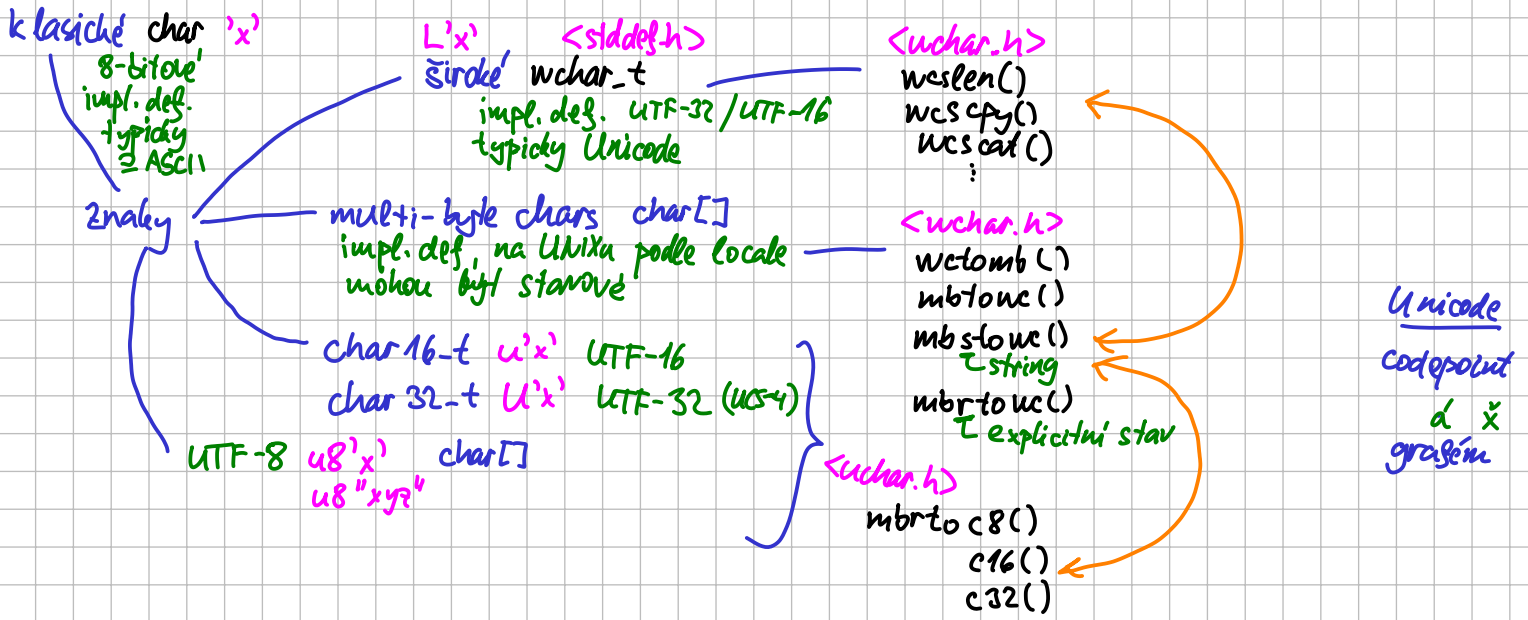 klasické char 'x'
8-bitové
impl. def.
typicky
⊇ ASCII
L'x' <stddef.h>
široké wchar_t
impl. def. UTF-32/UTF-16
typicky Unicode
<uchar.h>
wcslen()
wcscpy()
wcscat()
⋮
znaky
multi-byte chars char[]
impl. def., na UNIXu podle locale
mohou být stavové
<wchar.h>
wctomb()
mbtowc()
mbstowc()
string
mbrtowc()
explicitní stav
char16_t u'x' UTF-16
char32_t U'x' UTF-32 (UCS-4)
UTF-8 u8'x' char[]
u8"xyz"
<uchar.h>
mbrtoc8()
c16()
c32()
Unicode
codepoint
á x̌
grafém